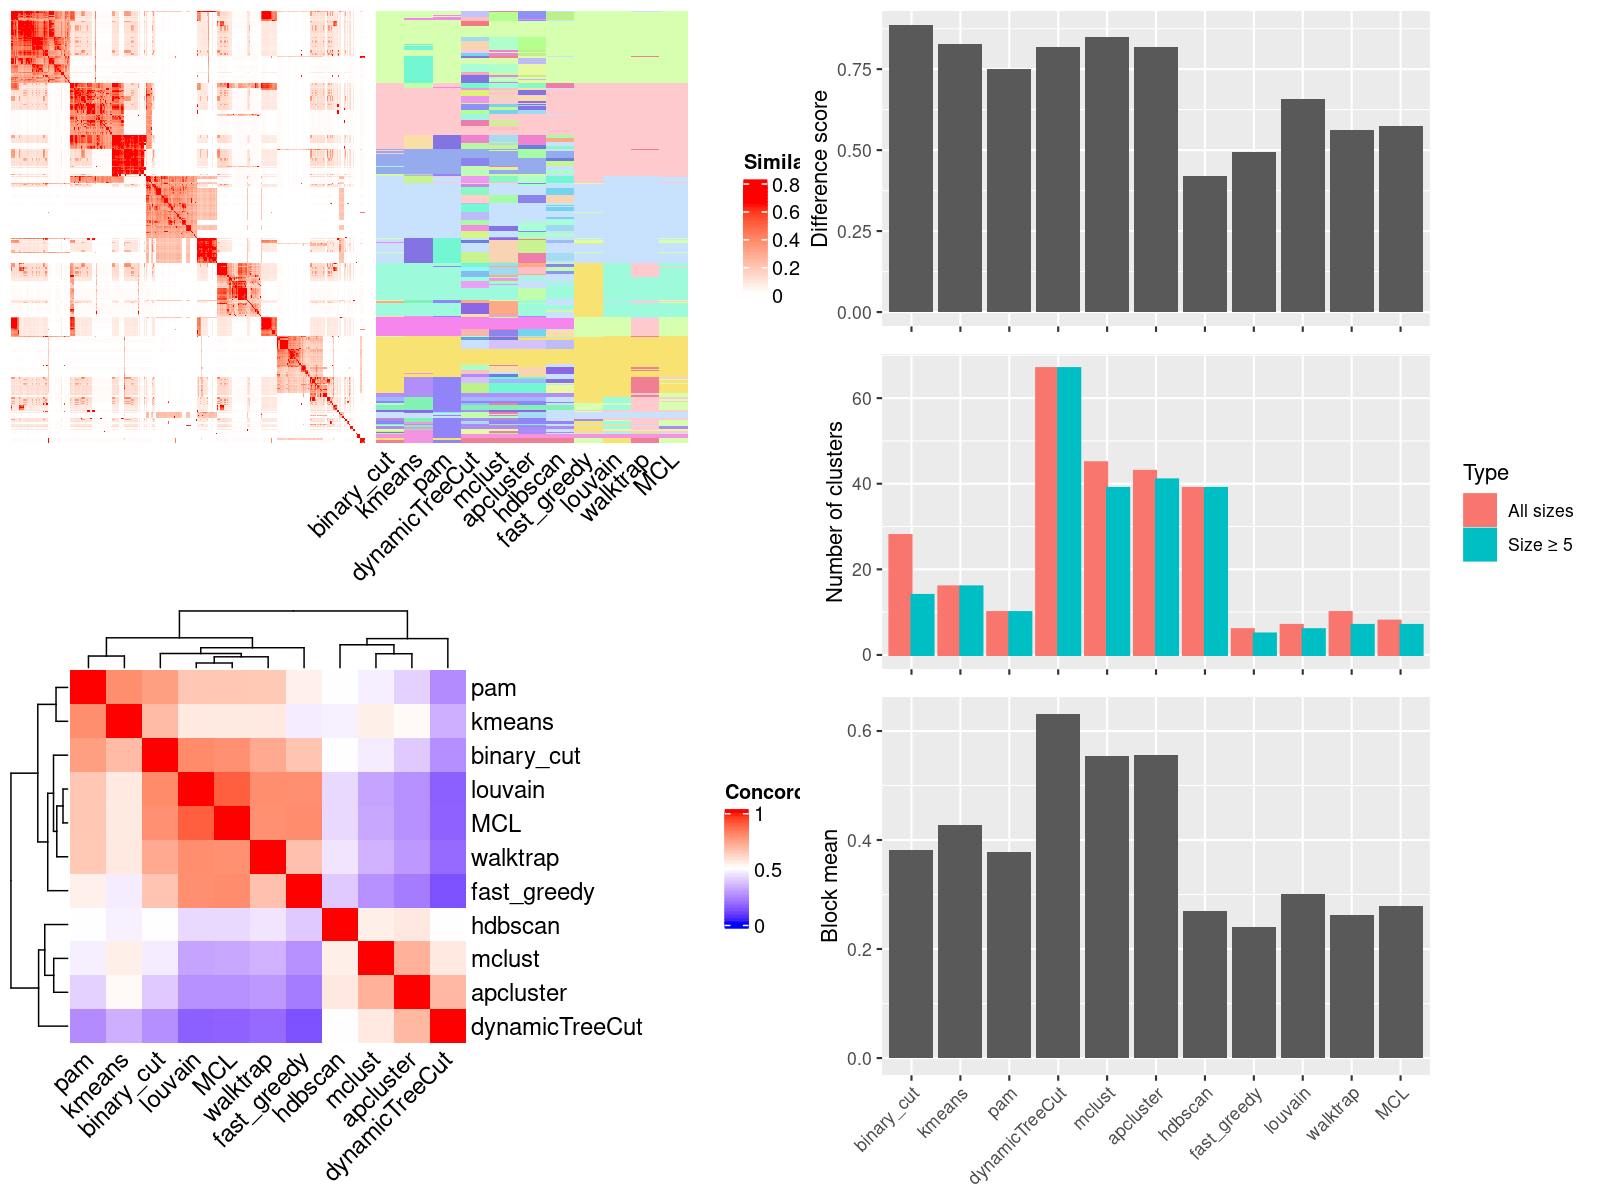 Simila
0.8
0.6
0.4
0.2
0
binary_cut
kmeans
pam
dynamicTreeCut
mclust
apcluster
hdbscan
fast_greedy
louvain
walktrap
MCL
pam
kmeans
binary_cut
louvain
MCL
walktrap
fast_greedy
hdbscan
mclust
apcluster
dynamicTreeCut
Concord
1
0.5
0
pam
kmeans
binary_cut
louvain
MCL
walktrap
fast_greedy
hdbscan
mclust
apcluster
dynamicTreeCut
Difference score
0.75
0.50
0.25
0.00
Number of clusters
60
40
20
0
Type
All sizes
Size ≥ 5
Block mean
0.6
0.4
0.2
0.0
binary_cut
kmeans
pam
dynamicTreeCut
mclust
apcluster
hdbscan
fast_greedy
louvain
walktrap
MCL